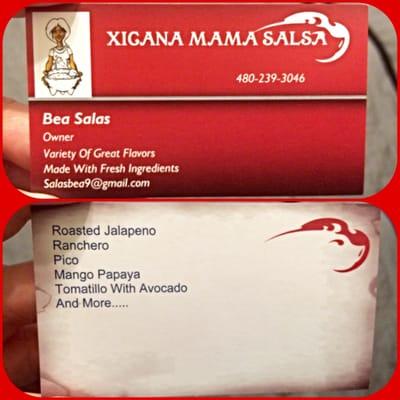 XICANA MAMA SALSA
480-239-3046
Bea Salas
Owner
Variety Of Great Flavors
Made With Fresh Ingredients
Salasbea9@gmail.com
Roasted Jalapeno
Ranchero
Pico
Mango Papaya
Tomatillo With Avocado
And More.....